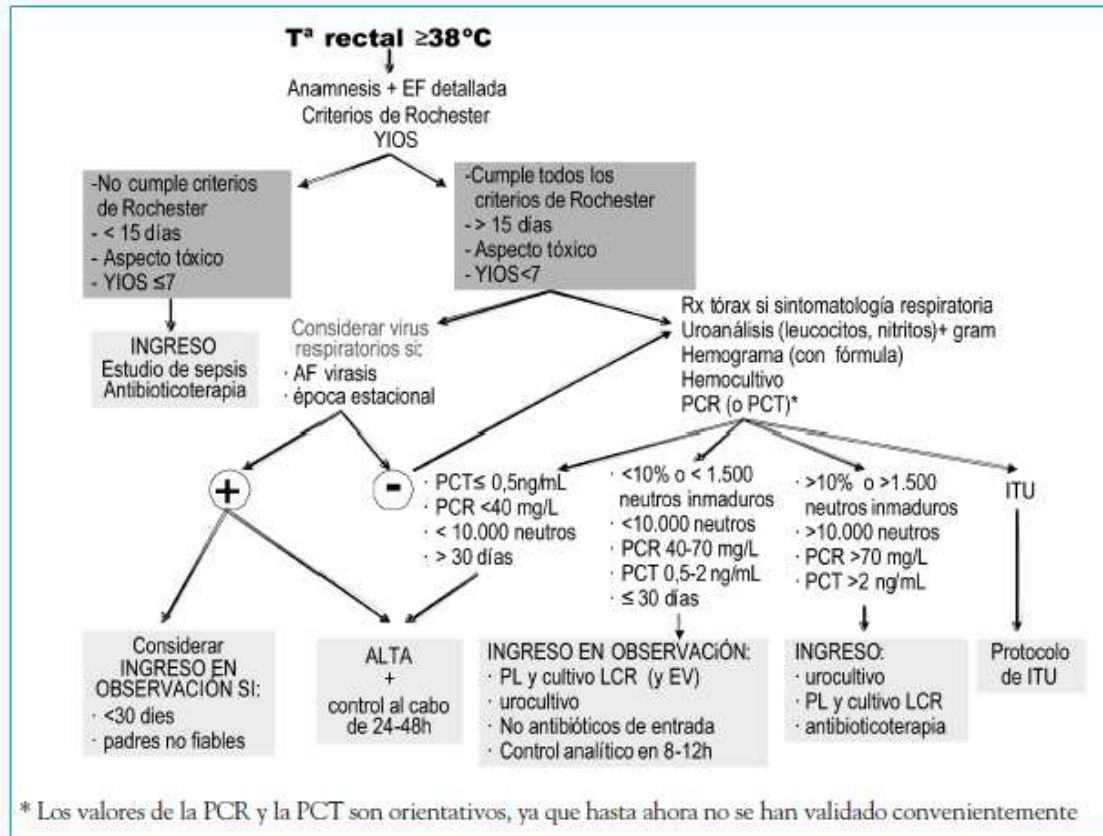 Tª rectal ≥38°C
Anamnesis + EF detallada
Criterios de Rochester
YIOS
-No cumple criterios
de Rochester
- < 15 días
- Aspecto tóxico
- YIOS ≤7
-Cumple todos los
criterios de Rochester
- > 15 días
- Aspecto tóxico
- YIOS<7
INGRESO
Estudio de sepsis
Antibioticoterapia
Considerar virus
respiratorios si:
· AF virasis
· época estacional
Rx tórax si sintomatología respiratoria
Uroanálisis (leucocitos, nitritos)+ gram
Hemograma (con fórmula)
Hemocultivo
PCR (o PCT)*
+
-
· PCT≤ 0,5ng/mL
· PCR <40 mg/L
· < 10.000 neutros
· > 30 días
· <10% o < 1.500
neutros inmaduros
· <10.000 neutros
· PCR 40-70 mg/L
· PCT 0,5-2 ng/mL
· ≤ 30 días
· >10% o >1.500
neutros inmaduros
· >10.000 neutros
· PCR >70 mg/L
· PCT >2 ng/mL
ITU
Considerar
INGRESO EN
OBSERVACIÓN SI:
· <30 dies
· padres no fiables
ALTA
+
control al cabo
de 24-48h
INGRESO EN OBSERVACIÓN:
· PL y cultivo LCR (y EV)
· urocultivo
· No antibióticos de entrada
· Control analítico en 8-12h
INGRESO:
· urocultivo
· PL y cultivo LCR
· antibioticoterapia
Protocolo
de ITU
* Los valores de la PCR y la PCT son orientativos, ya que hasta ahora no se han validado convenientemente